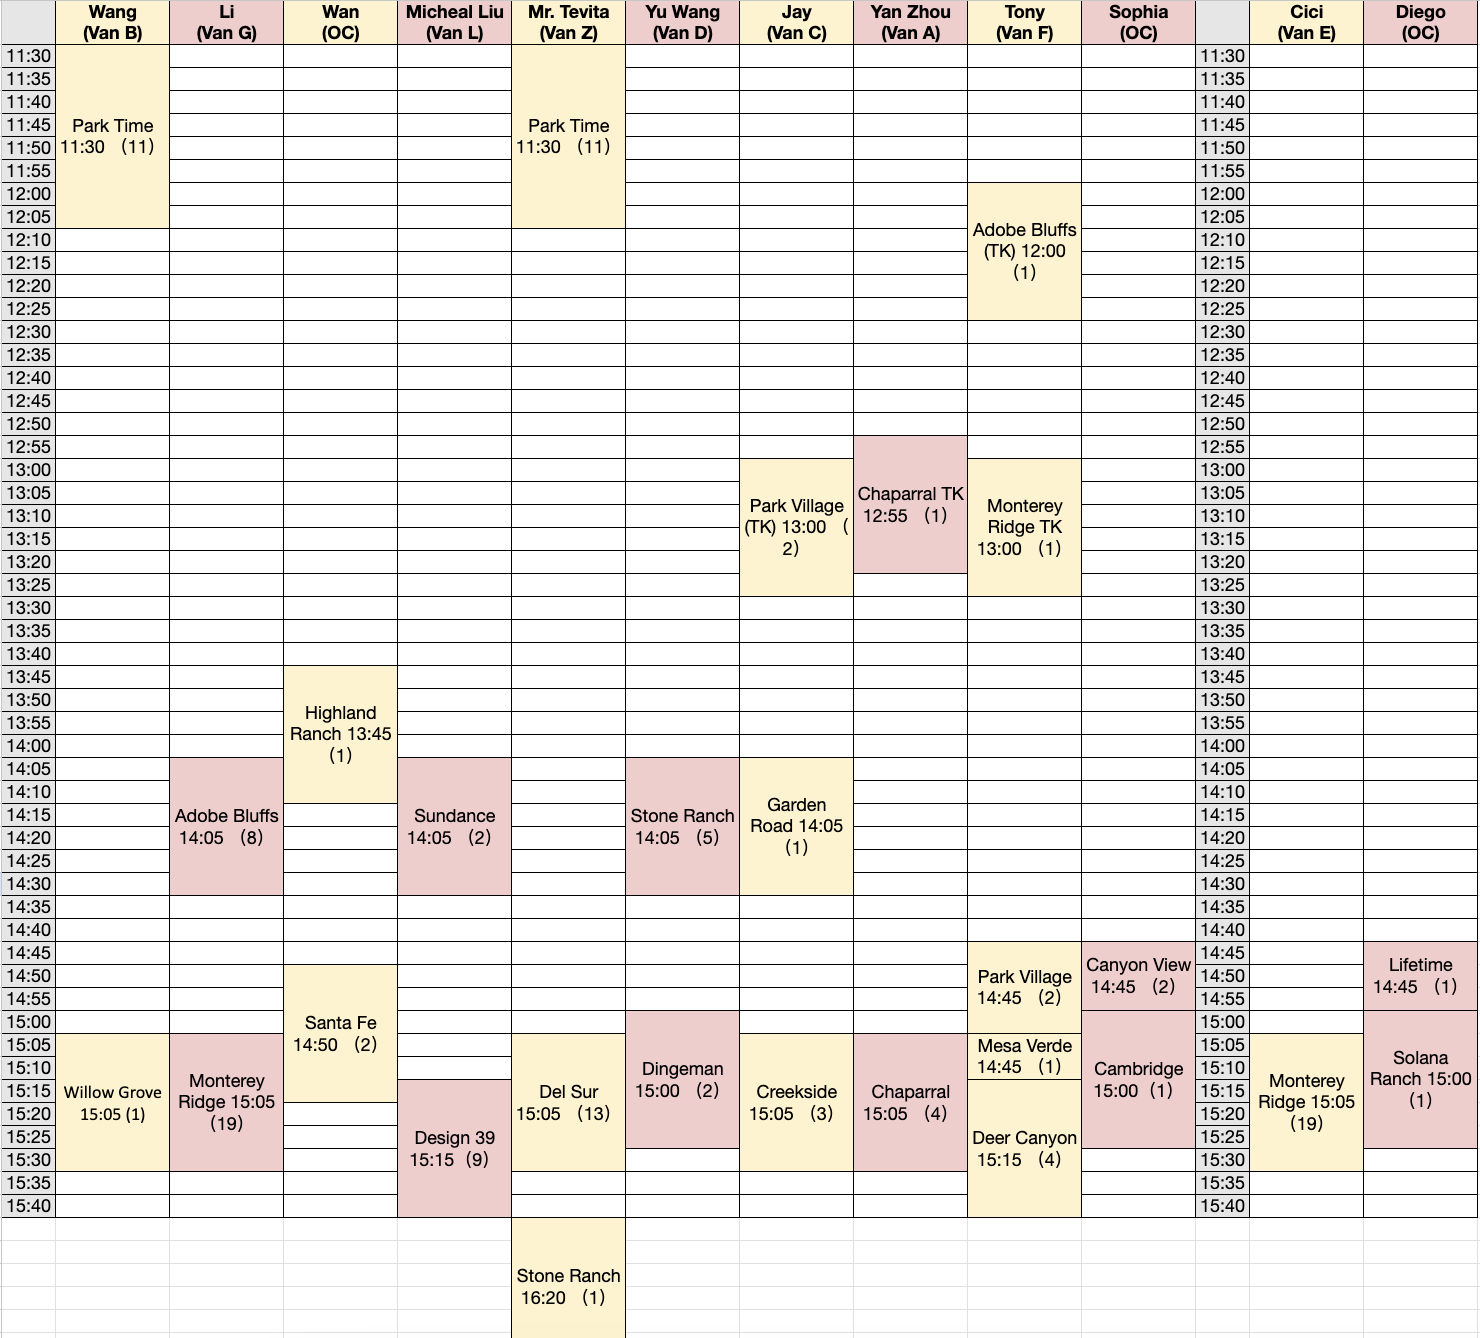 Wang Li Wan Micheal Liu Mr. Tevita Yu Wang Jay Yan Zhou Tony Sophia Cici Diego
(Van B) (Van G) (OC) (Van L) (Van Z) (Van D) (Van C) (Van A) (Van F) (OC) (Van E) (OC)
11:30 11:30
11:35 11:35
11:40 11:40
11:45 Park Time Park Time 11:45
11:50 11:30 (11) 11:30 (11) 11:50
11:55 11:55
12:00 12:00
12:05 12:05
Adobe Bluffs
12:10 12:10
(TK) 12:00
12:15 12:15
(1)
12:20 12:20
12:25 12:25
12:30 12:30
12:35 12:35
12:40 12:40
12:45 12:45
12:50 12:50
12:55 12:55
13:00 13:00
13:05 Chaparral TK 13:05
Park Village Monterey
13:10 12:55 (1) 13:10
(TK) 13:00 ( Ridge TK
13:15 13:15
2) 13:00 (1)
13:20 13:20
13:25 13:25
13:30 13:30
13:35 13:35
13:40 13:40
13:45 13:45
13:50 13:50
Highland
13:55 13:55
Ranch 13:45
14:00 14:00
(1)
14:05 14:05
14:10 14:10
Garden
14:15 Adobe Bluffs Sundance Stone Ranch 14:15
Road 14:05
14:20 14:05 (8) 14:05 (2) 14:05 (5) 14:20
(1)
14:25 14:25
14:30 14:30
14:35 14:35
14:40 14:40
14:45 14:45
Canyon View Lifetime
14:50 Park Village 14:50
14:45 (2) 14:45 (1)
14:55 14:45 (2) 14:55
15:00 Santa Fe 15:00
15:05 14:50 (2) Mesa Verde 15:05
Solana
15:10 Dingeman 14:45 (1) Cambridge 15:10
Monterey Monterey Ranch 15:00
15:15 Willow Grove Del Sur 15:00 (2) Creekside Chaparral 15:00 (1) 15:15
Ridge 15:05 Ridge 15:05 (1)
15:20 15:05 (1) 15:05 (13) 15:05 (3) 15:05 (4) 15:20
(19) (19)
15:25 Design 39 Deer Canyon 15:25
15:30 15:15 (9) 15:15 (4) 15:30
15:35 15:35
15:40 15:40
Stone Ranch
16:20 (1)